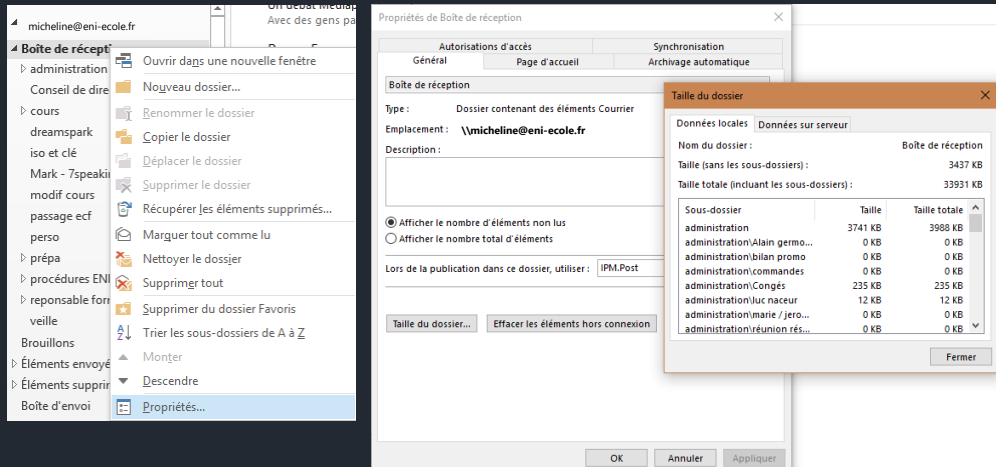 Un débat Médiap
Avec des gens pa
micheline@eni-ecole.fr
Boîte de récepti
administration
Conseil de dire
cours
dreamspark
iso et clé
Mark - 7speakin
modif cours
passage ecf
perso
prépa
procédures ENI
reponsable forr
veille
Brouillons
Éléments envoyé
Éléments supprir
Boîte d'envoi
Ouvrir dans une nouvelle fenêtre
Nouveau dossier...
Renommer le dossier
Copier le dossier
Déplacer le dossier
Supprimer le dossier
Récupérer les éléments supprimés...
Marquer tout comme lu
Nettoyer le dossier
Supprimer tout
Supprimer du dossier Favoris
Trier les sous-dossiers de A à Z
Monter
Descendre
Propriétés...
Propriétés de Boîte de réception
Autorisations d'accès
Synchronisation
Général
Page d'accueil
Archivage automatique
Boîte de réception
Type : Dossier contenant des éléments Courrier
Emplacement : \\micheline@eni-ecole.fr
Description :
Afficher le nombre d'éléments non lus
Afficher le nombre total d'éléments
Lors de la publication dans ce dossier, utiliser : IPM.Post
Taille du dossier...
Effacer les éléments hors connexion
OK
Annuler
Appliquer
Taille du dossier
Données locales
Données sur serveur
Nom du dossier : Boîte de réception
Taille (sans les sous-dossiers) : 3437 KB
Taille totale (incluant les sous-dossiers) : 33931 KB
Sous-dossier Taille Taille totale
administration 3741 KB 3988 KB
administration\Alain germo... 0 KB 0 KB
administration\bilan promo 0 KB 0 KB
administration\commandes 0 KB 0 KB
administration\Congés 235 KB 235 KB
administration\luc naceur 12 KB 12 KB
administration\marie / jero... 0 KB 0 KB
administration\réunion rés... 0 KB 0 KB
Fermer